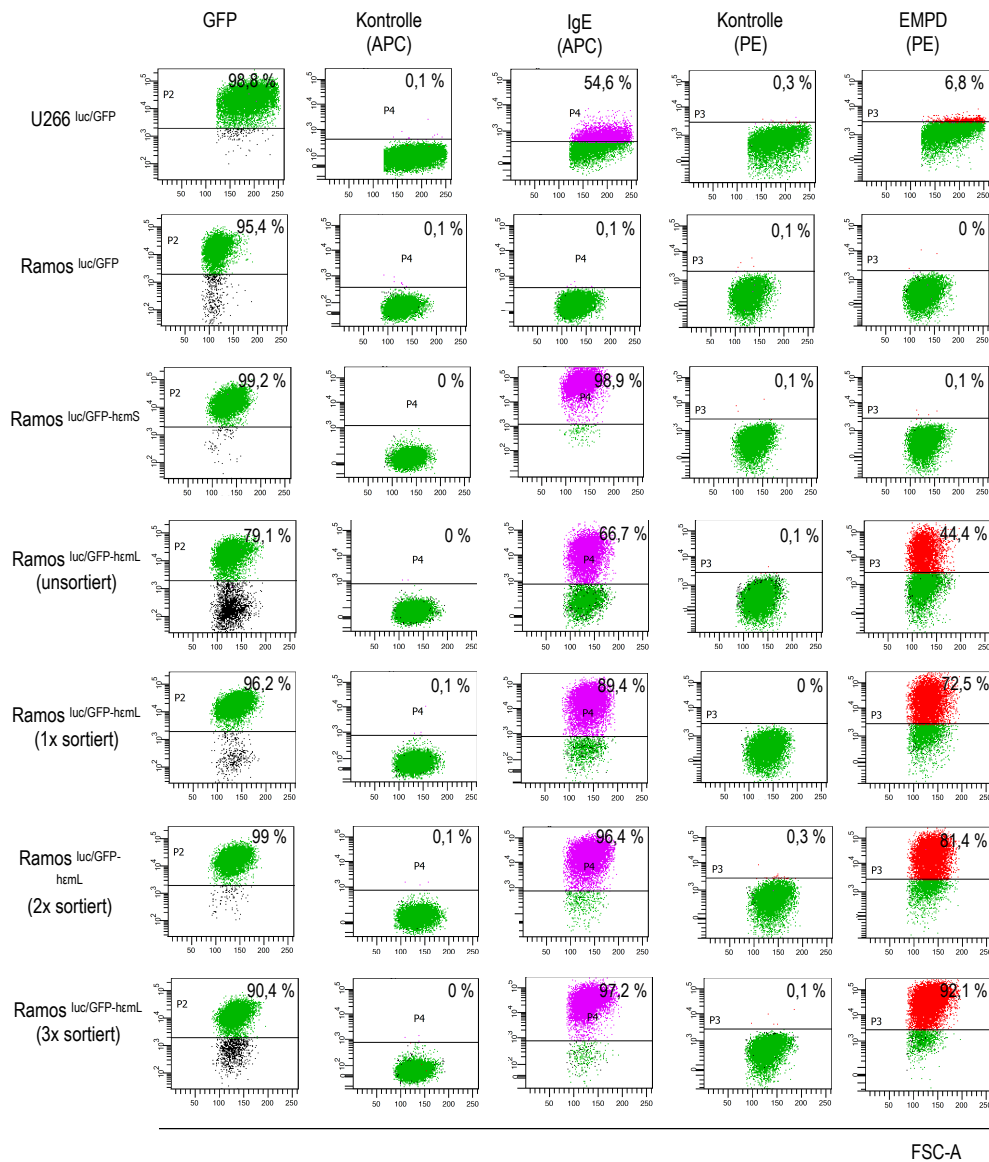 GFP
Kontrolle
(APC)
IgE
(APC)
Kontrolle
(PE)
EMPD
(PE)
U266 luc/GFP
P2 98,8 %
P4 0,1 %
P4 54,6 %
P3 0,3 %
P3 6,8 %
Ramos luc/GFP
P2 95,4 %
P4 0,1 %
P4 0,1 %
P3 0,1 %
P3 0 %
Ramos luc/GFP-hεmS
P2 99,2 %
P4 0 %
P4 98,9 %
P3 0,1 %
P3 0,1 %
Ramos luc/GFP-hεmL
(unsortiert)
P2 79,1 %
P4 0 %
P4 66,7 %
P3 0,1 %
P3 44,4 %
Ramos luc/GFP-hεmL
(1x sortiert)
P2 96,2 %
P4 0,1 %
P4 89,4 %
P3 0 %
P3 72,5 %
Ramos luc/GFP-
hεmL
(2x sortiert)
P2 99 %
P4 0,1 %
P4 96,4 %
P3 0,3 %
P3 81,4 %
Ramos luc/GFP-hεmL
(3x sortiert)
P2 90,4 %
P4 0 %
P4 97,2 %
P3 0,1 %
P3 92,1 %
50 100 150 200 250
FSC-A